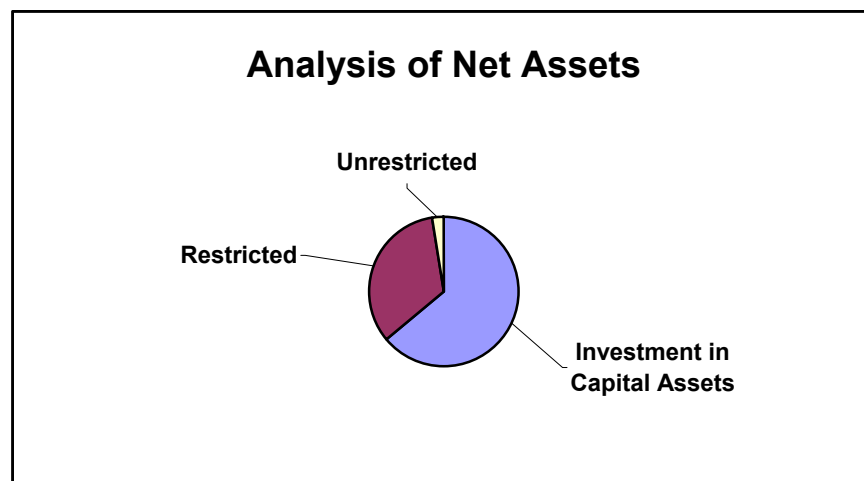 Analysis of Net Assets
Unrestricted
Restricted
Investment in
Capital Assets